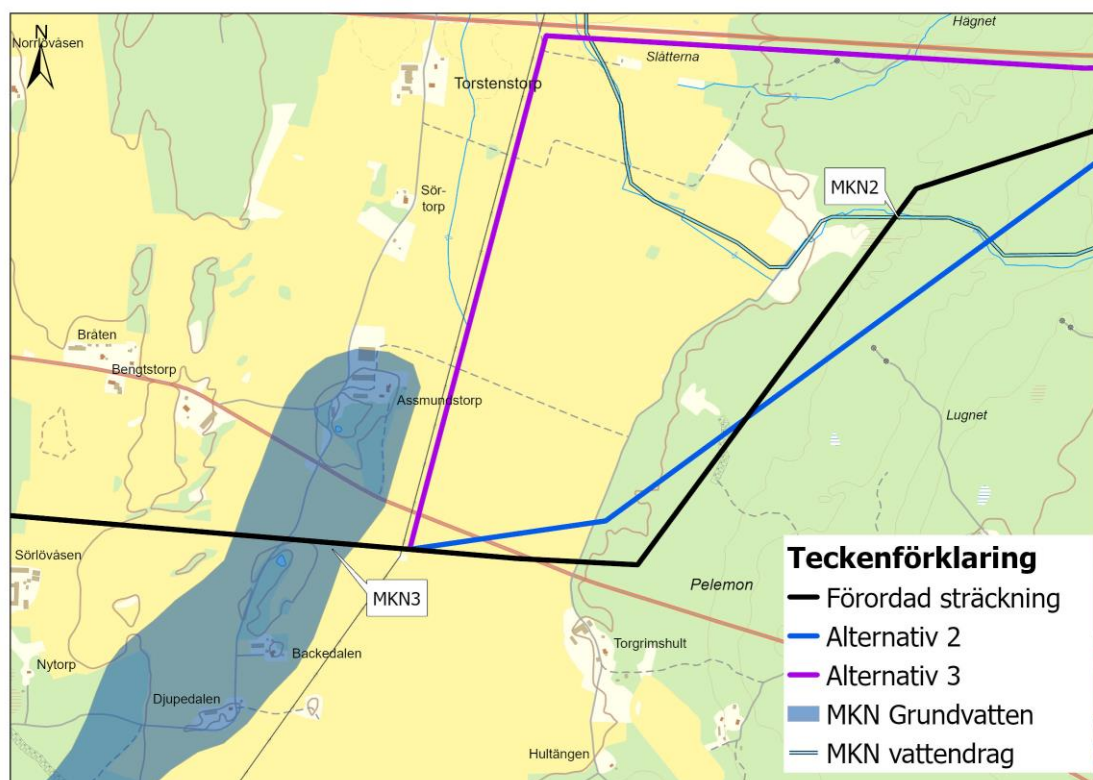 Hägnet
Norrlövåsen
N
Slåtterna
Torstenstorp
MKN2
Sör-
torp
Bråten
Bengtstorp
Assmundstorp
Lugnet
Sörlövåsen
MKN3
Pelemon
Torgrimshult
Backedalen
Nytorp
Djupedalen
Hultängen
Teckenförklaring
Förordad sträckning
Alternativ 2
Alternativ 3
MKN Grundvatten
MKN vattendrag